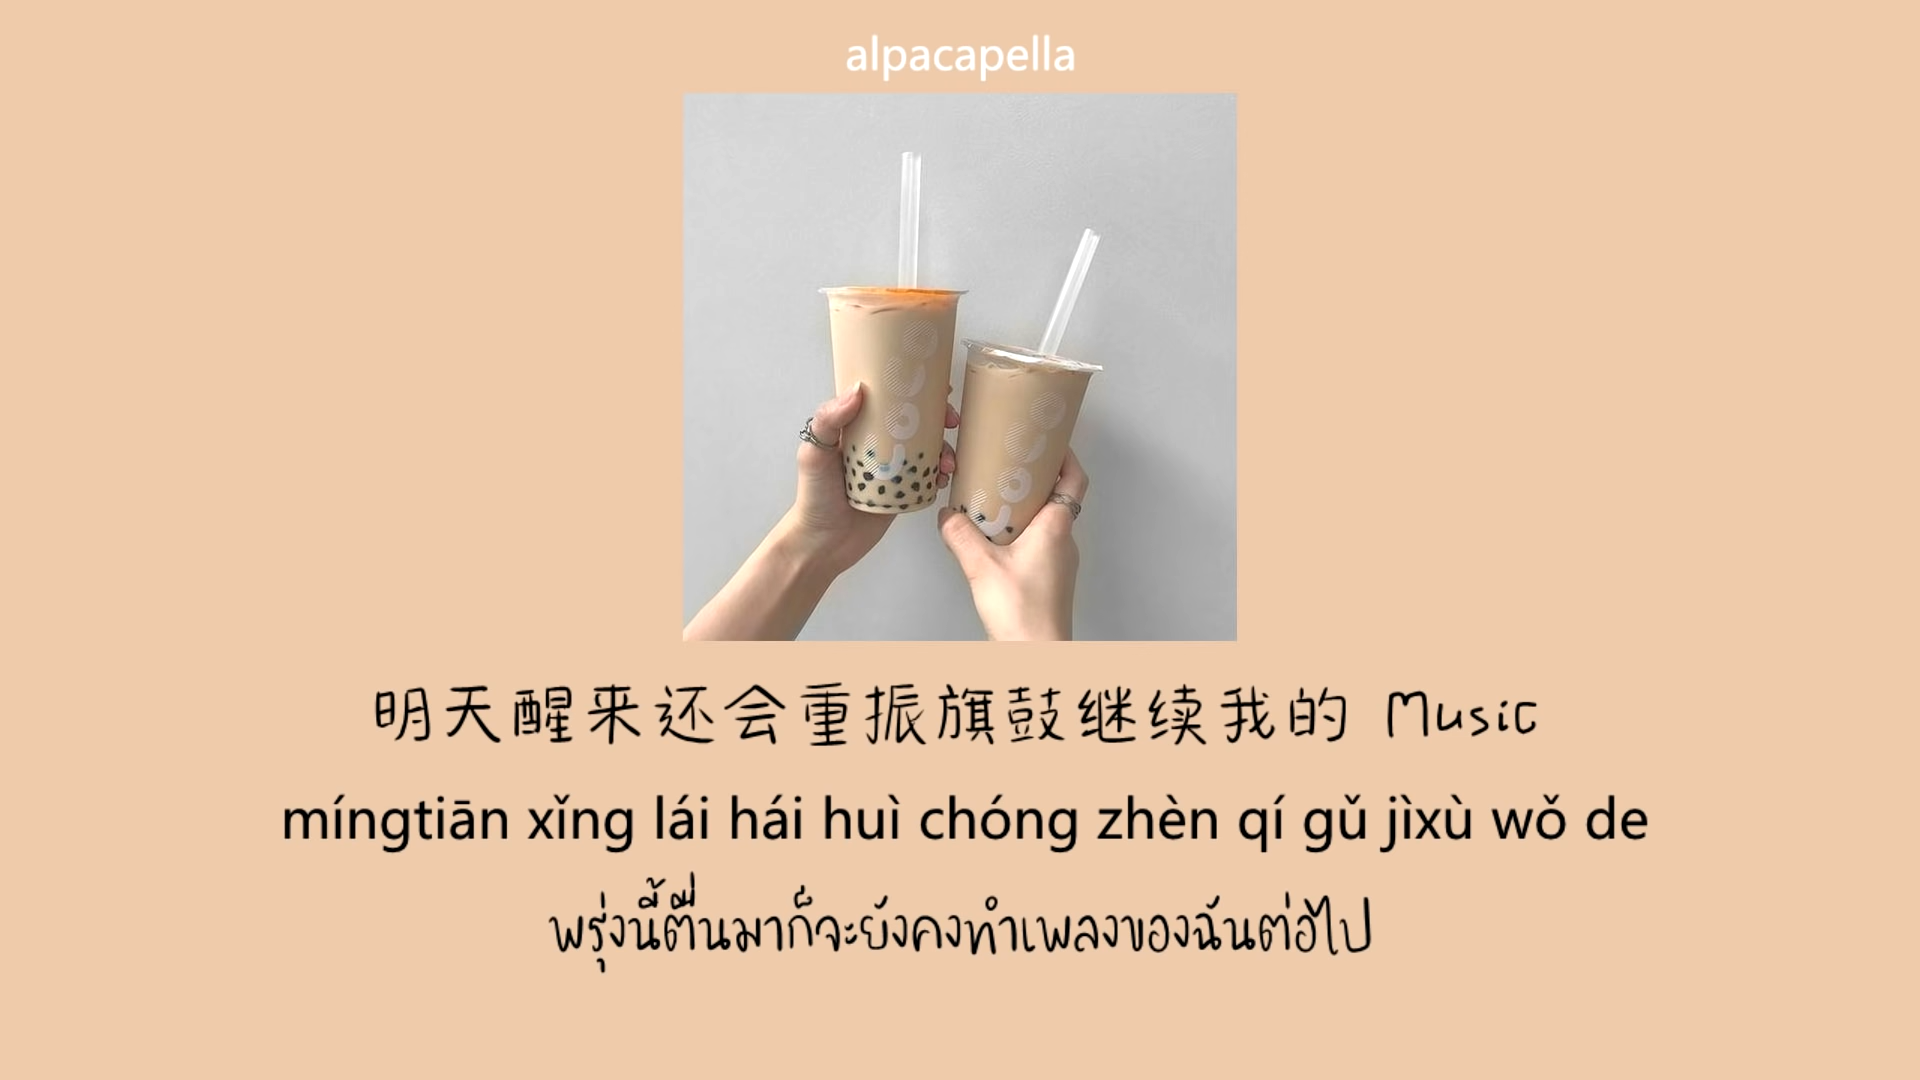 alpacapella
CoCo
CoCo
明天醒来还会重振旗鼓继续我的 Music
míngtiān xǐng lái hái huì chóng zhèn qí gǔ jìxù wǒ de
พรุ่งนี้ตื่นมาก็จะยังคงทำเพลงของฉันต่อไป